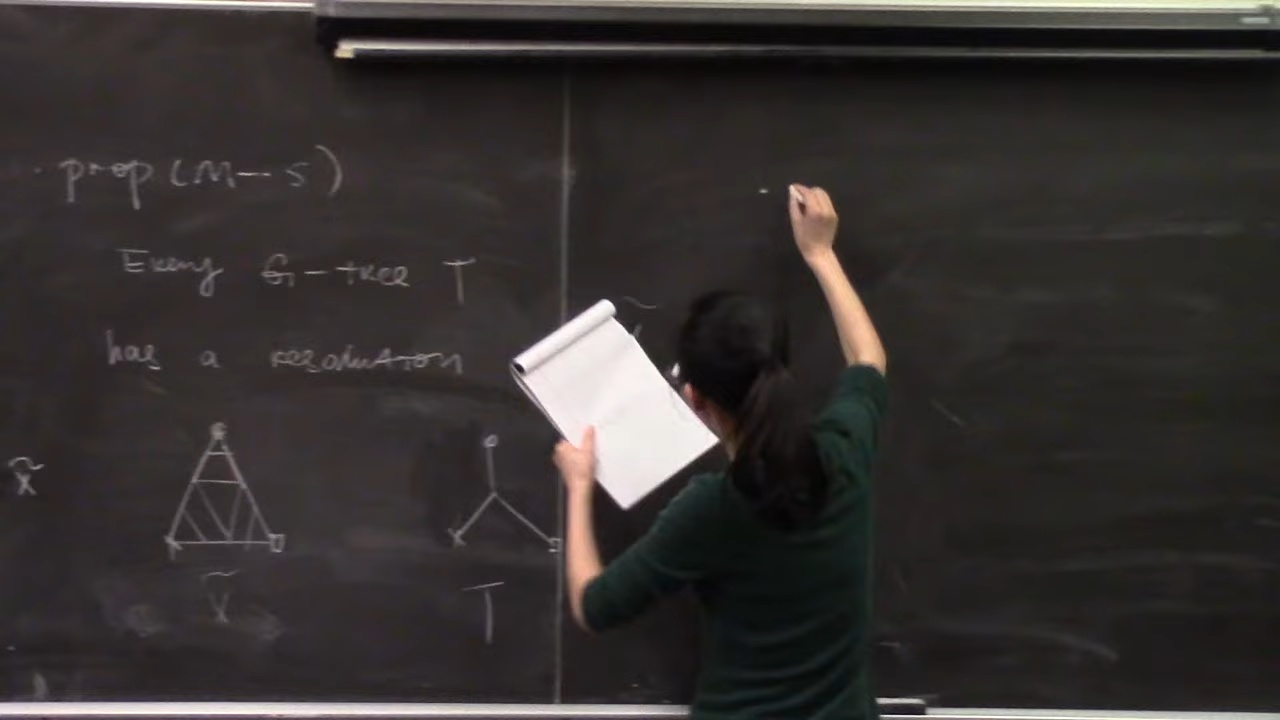 prop (M-S)
Every G-tree T
has a resolution
x̃
x̃
T